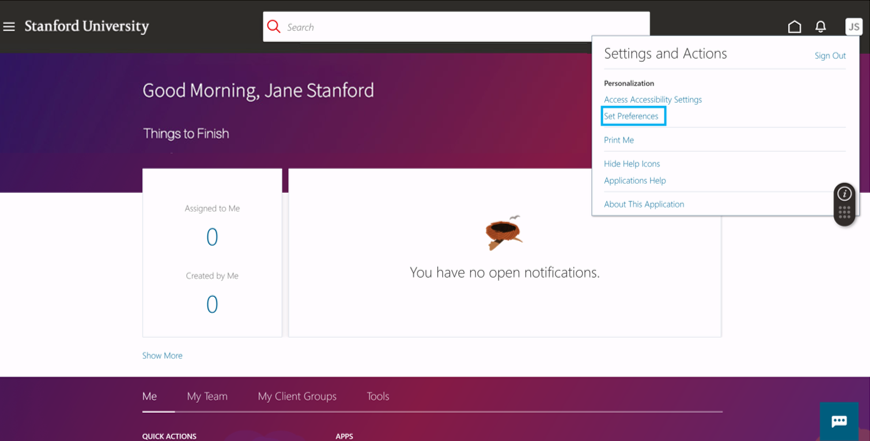 Stanford University
Search
JS
Settings and Actions
Sign Out
Personalization
Access Accessibility Settings
Set Preferences
Print Me
Hide Help Icons
Applications Help
About This Application
Good Morning, Jane Stanford
Things to Finish
Assigned to Me
0
Created by Me
0
You have no open notifications.
Show More
Me My Team My Client Groups Tools
QUICK ACTIONS APPS